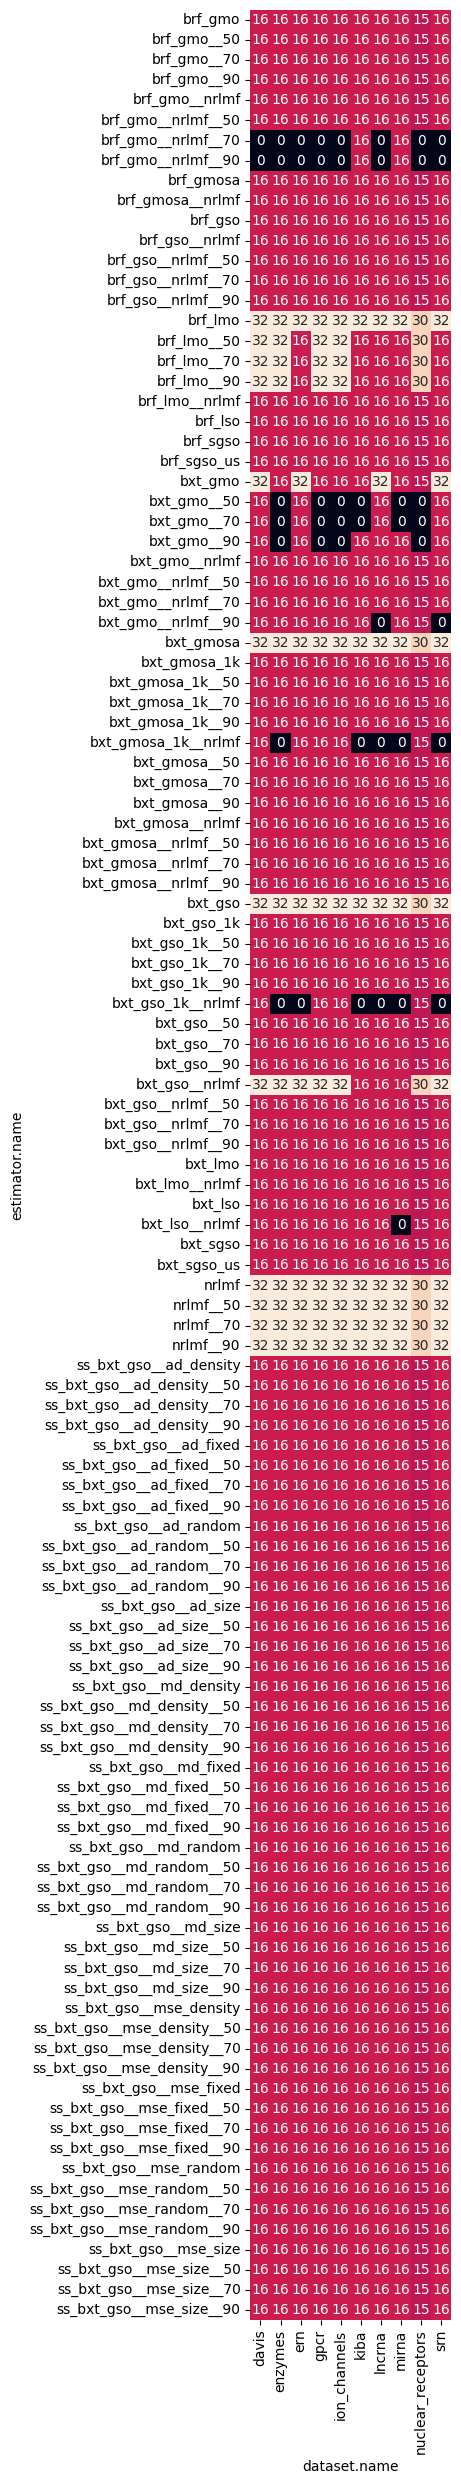 brf_gmo 16 16 16 16 16 16 16 16 15 16
brf_gmo__50 16 16 16 16 16 16 16 16 15 16
brf_gmo__70 16 16 16 16 16 16 16 16 15 16
brf_gmo__90 16 16 16 16 16 16 16 16 15 16
brf_gmo__nrlmf 16 16 16 16 16 16 16 16 15 16
brf_gmo__nrlmf__50 16 16 16 16 16 16 16 16 15 16
brf_gmo__nrlmf__70 0 0 0 0 0 16 0 16 0 0
brf_gmo__nrlmf__90 0 0 0 0 0 16 0 16 0 0
brf_gmosa 16 16 16 16 16 16 16 16 15 16
brf_gmosa__nrlmf 16 16 16 16 16 16 16 16 15 16
brf_gso 16 16 16 16 16 16 16 16 15 16
brf_gso__nrlmf 16 16 16 16 16 16 16 16 15 16
brf_gso__nrlmf__50 16 16 16 16 16 16 16 16 15 16
brf_gso__nrlmf__70 16 16 16 16 16 16 16 16 15 16
brf_gso__nrlmf__90 16 16 16 16 16 16 16 16 15 16
brf_lmo 32 32 32 32 32 32 32 32 30 32
brf_lmo__50 32 32 16 32 32 16 16 16 30 16
brf_lmo__70 32 32 16 32 32 16 16 16 30 16
brf_lmo__90 32 32 16 32 32 16 16 16 30 16
brf_lmo__nrlmf 16 16 16 16 16 16 16 16 15 16
brf_lso 16 16 16 16 16 16 16 16 15 16
brf_sgso 16 16 16 16 16 16 16 16 15 16
brf_sgso_us 16 16 16 16 16 16 16 16 15 16
bxt_gmo 32 16 32 16 16 16 32 16 15 32
bxt_gmo__50 16 0 16 0 0 0 16 0 0 16
bxt_gmo__70 16 0 16 0 0 0 16 0 0 16
bxt_gmo__90 16 0 16 0 0 16 16 16 0 16
bxt_gmo__nrlmf 16 16 16 16 16 16 16 16 15 16
bxt_gmo__nrlmf__50 16 16 16 16 16 16 16 16 15 16
bxt_gmo__nrlmf__70 16 16 16 16 16 16 16 16 15 16
bxt_gmo__nrlmf__90 16 16 16 16 16 16 0 16 15 0
bxt_gmosa 32 32 32 32 32 32 32 32 30 32
bxt_gmosa_1k 16 16 16 16 16 16 16 16 15 16
bxt_gmosa_1k__50 16 16 16 16 16 16 16 16 15 16
bxt_gmosa_1k__70 16 16 16 16 16 16 16 16 15 16
bxt_gmosa_1k__90 16 16 16 16 16 16 16 16 15 16
bxt_gmosa_1k__nrlmf 16 0 16 16 16 0 0 0 15 0
bxt_gmosa__50 16 16 16 16 16 16 16 16 15 16
bxt_gmosa__70 16 16 16 16 16 16 16 16 15 16
bxt_gmosa__90 16 16 16 16 16 16 16 16 15 16
bxt_gmosa__nrlmf 16 16 16 16 16 16 16 16 15 16
bxt_gmosa__nrlmf__50 16 16 16 16 16 16 16 16 15 16
bxt_gmosa__nrlmf__70 16 16 16 16 16 16 16 16 15 16
bxt_gmosa__nrlmf__90 16 16 16 16 16 16 16 16 15 16
bxt_gso 32 32 32 32 32 32 32 32 30 32
bxt_gso_1k 16 16 16 16 16 16 16 16 15 16
bxt_gso_1k__50 16 16 16 16 16 16 16 16 15 16
bxt_gso_1k__70 16 16 16 16 16 16 16 16 15 16
bxt_gso_1k__90 16 16 16 16 16 16 16 16 15 16
bxt_gso_1k__nrlmf 16 0 0 16 16 0 0 0 15 0
bxt_gso__50 16 16 16 16 16 16 16 16 15 16
bxt_gso__70 16 16 16 16 16 16 16 16 15 16
bxt_gso__90 16 16 16 16 16 16 16 16 15 16
bxt_gso__nrlmf 32 32 32 32 32 16 16 16 30 32
bxt_gso__nrlmf__50 16 16 16 16 16 16 16 16 15 16
bxt_gso__nrlmf__70 16 16 16 16 16 16 16 16 15 16
bxt_gso__nrlmf__90 16 16 16 16 16 16 16 16 15 16
bxt_lmo 16 16 16 16 16 16 16 16 15 16
bxt_lmo__nrlmf 16 16 16 16 16 16 16 16 15 16
bxt_lso 16 16 16 16 16 16 16 16 15 16
bxt_lso__nrlmf 16 16 16 16 16 16 16 0 15 16
bxt_sgso 16 16 16 16 16 16 16 16 15 16
bxt_sgso_us 16 16 16 16 16 16 16 16 15 16
nrlmf 32 32 32 32 32 32 32 32 30 32
nrlmf__50 32 32 32 32 32 32 32 32 30 32
nrlmf__70 32 32 32 32 32 32 32 32 30 32
nrlmf__90 32 32 32 32 32 32 32 32 30 32
ss_bxt_gso__ad_density 16 16 16 16 16 16 16 16 15 16
ss_bxt_gso__ad_density__50 16 16 16 16 16 16 16 16 15 16
ss_bxt_gso__ad_density__70 16 16 16 16 16 16 16 16 15 16
ss_bxt_gso__ad_density__90 16 16 16 16 16 16 16 16 15 16
ss_bxt_gso__ad_fixed 16 16 16 16 16 16 16 16 15 16
ss_bxt_gso__ad_fixed__50 16 16 16 16 16 16 16 16 15 16
ss_bxt_gso__ad_fixed__70 16 16 16 16 16 16 16 16 15 16
ss_bxt_gso__ad_fixed__90 16 16 16 16 16 16 16 16 15 16
ss_bxt_gso__ad_random 16 16 16 16 16 16 16 16 15 16
ss_bxt_gso__ad_random__50 16 16 16 16 16 16 16 16 15 16
ss_bxt_gso__ad_random__70 16 16 16 16 16 16 16 16 15 16
ss_bxt_gso__ad_random__90 16 16 16 16 16 16 16 16 15 16
ss_bxt_gso__ad_size 16 16 16 16 16 16 16 16 15 16
ss_bxt_gso__ad_size__50 16 16 16 16 16 16 16 16 15 16
ss_bxt_gso__ad_size__70 16 16 16 16 16 16 16 16 15 16
ss_bxt_gso__ad_size__90 16 16 16 16 16 16 16 16 15 16
ss_bxt_gso__md_density 16 16 16 16 16 16 16 16 15 16
ss_bxt_gso__md_density__50 16 16 16 16 16 16 16 16 15 16
ss_bxt_gso__md_density__70 16 16 16 16 16 16 16 16 15 16
ss_bxt_gso__md_density__90 16 16 16 16 16 16 16 16 15 16
ss_bxt_gso__md_fixed 16 16 16 16 16 16 16 16 15 16
ss_bxt_gso__md_fixed__50 16 16 16 16 16 16 16 16 15 16
ss_bxt_gso__md_fixed__70 16 16 16 16 16 16 16 16 15 16
ss_bxt_gso__md_fixed__90 16 16 16 16 16 16 16 16 15 16
ss_bxt_gso__md_random 16 16 16 16 16 16 16 16 15 16
ss_bxt_gso__md_random__50 16 16 16 16 16 16 16 16 15 16
ss_bxt_gso__md_random__70 16 16 16 16 16 16 16 16 15 16
ss_bxt_gso__md_random__90 16 16 16 16 16 16 16 16 15 16
ss_bxt_gso__md_size 16 16 16 16 16 16 16 16 15 16
ss_bxt_gso__md_size__50 16 16 16 16 16 16 16 16 15 16
ss_bxt_gso__md_size__70 16 16 16 16 16 16 16 16 15 16
ss_bxt_gso__md_size__90 16 16 16 16 16 16 16 16 15 16
ss_bxt_gso__mse_density 16 16 16 16 16 16 16 16 15 16
ss_bxt_gso__mse_density__50 16 16 16 16 16 16 16 16 15 16
ss_bxt_gso__mse_density__70 16 16 16 16 16 16 16 16 15 16
ss_bxt_gso__mse_density__90 16 16 16 16 16 16 16 16 15 16
ss_bxt_gso__mse_fixed 16 16 16 16 16 16 16 16 15 16
ss_bxt_gso__mse_fixed__50 16 16 16 16 16 16 16 16 15 16
ss_bxt_gso__mse_fixed__70 16 16 16 16 16 16 16 16 15 16
ss_bxt_gso__mse_fixed__90 16 16 16 16 16 16 16 16 15 16
ss_bxt_gso__mse_random 16 16 16 16 16 16 16 16 15 16
ss_bxt_gso__mse_random__50 16 16 16 16 16 16 16 16 15 16
ss_bxt_gso__mse_random__70 16 16 16 16 16 16 16 16 15 16
ss_bxt_gso__mse_random__90 16 16 16 16 16 16 16 16 15 16
ss_bxt_gso__mse_size 16 16 16 16 16 16 16 16 15 16
ss_bxt_gso__mse_size__50 16 16 16 16 16 16 16 16 15 16
ss_bxt_gso__mse_size__70 16 16 16 16 16 16 16 16 15 16
ss_bxt_gso__mse_size__90 16 16 16 16 16 16 16 16 15 16
estimator.name
davis
enzymes
ern
gpcr
ion_channels
kiba
lncrna
mirna
nuclear_receptors
srn
dataset.name